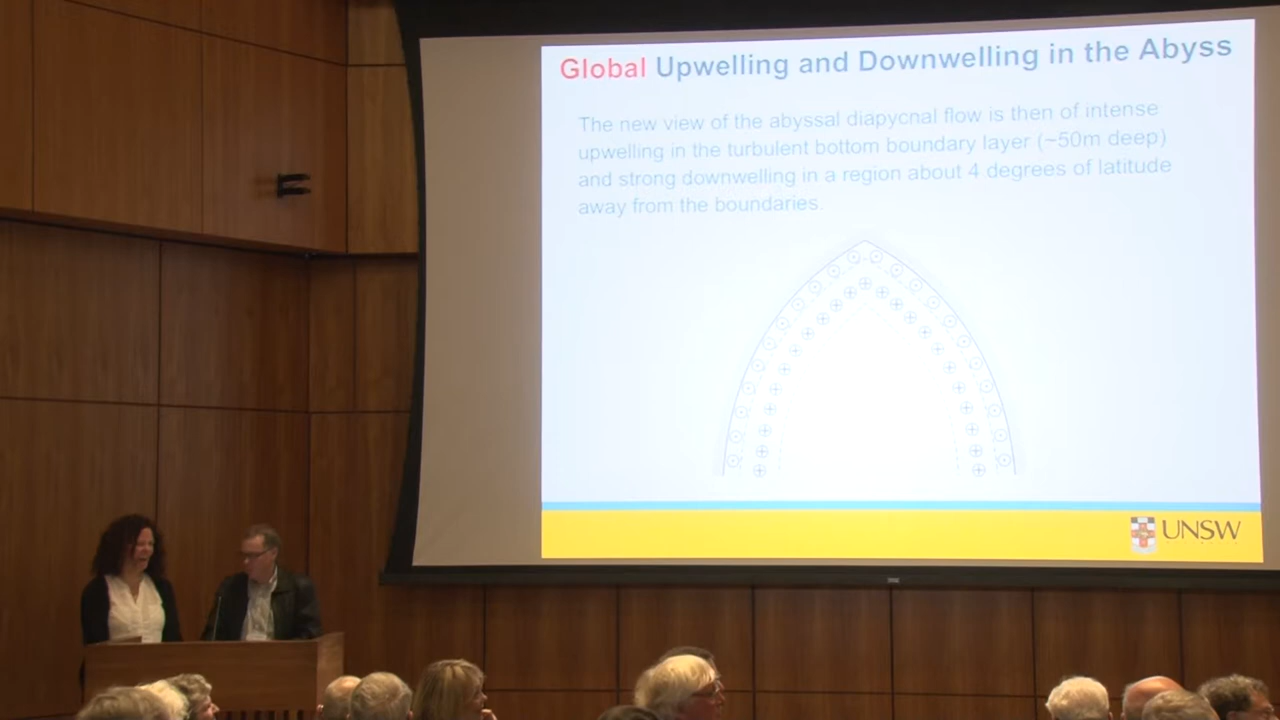 Global Upwelling and Downwelling in the Abyss
The new view of the abyssal diapycnal flow is then of intense
upwelling in the turbulent bottom boundary layer (~50m deep)
and strong downwelling in a region about 4 degrees of latitude
away from the boundaries.
UNSW